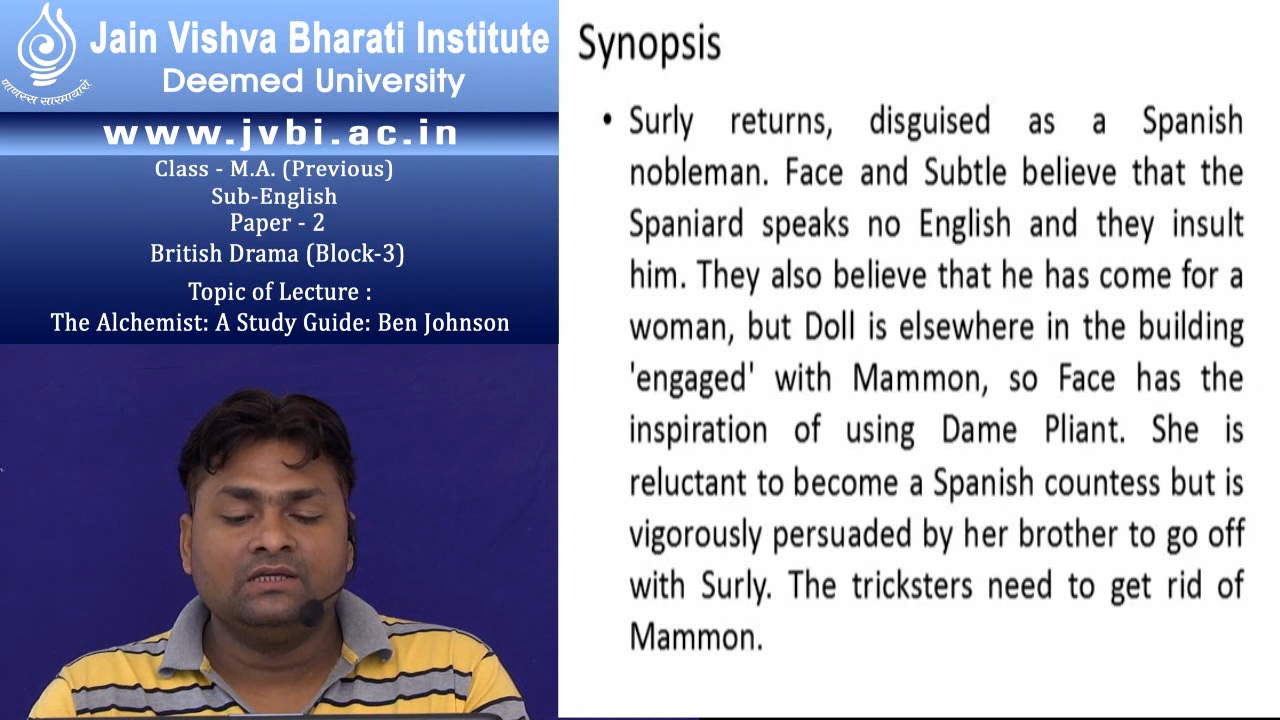 Jain Vishva Bharati Institute
Deemed University
णाणस्स सारमायारो
www.jvbi.ac.in
Class - M.A. (Previous)
Sub-English
Paper - 2
British Drama (Block-3)
Topic of Lecture :
The Alchemist: A Study Guide: Ben Johnson
Synopsis
• Surly returns, disguised as a Spanish
nobleman. Face and Subtle believe that the
Spaniard speaks no English and they insult
him. They also believe that he has come for a
woman, but Doll is elsewhere in the building
'engaged' with Mammon, so Face has the
inspiration of using Dame Pliant. She is
reluctant to become a Spanish countess but is
vigorously persuaded by her brother to go off
with Surly. The tricksters need to get rid of
Mammon.